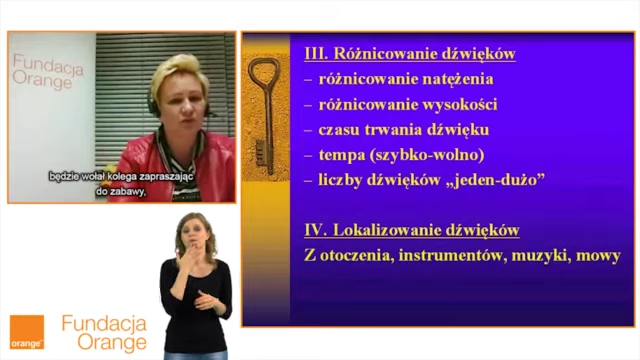 Fundacja
Orange
będzie wołał kolega zapraszając
do zabawy,
III. Różnicowanie dźwięków
– różnicowanie natężenia
– różnicowanie wysokości
– czasu trwania dźwięku
– tempa (szybko-wolno)
– liczby dźwięków „jeden-dużo”
IV. Lokalizowanie dźwięków
Z otoczenia, instrumentów, muzyki, mowy
orange™
Fundacja
Orange